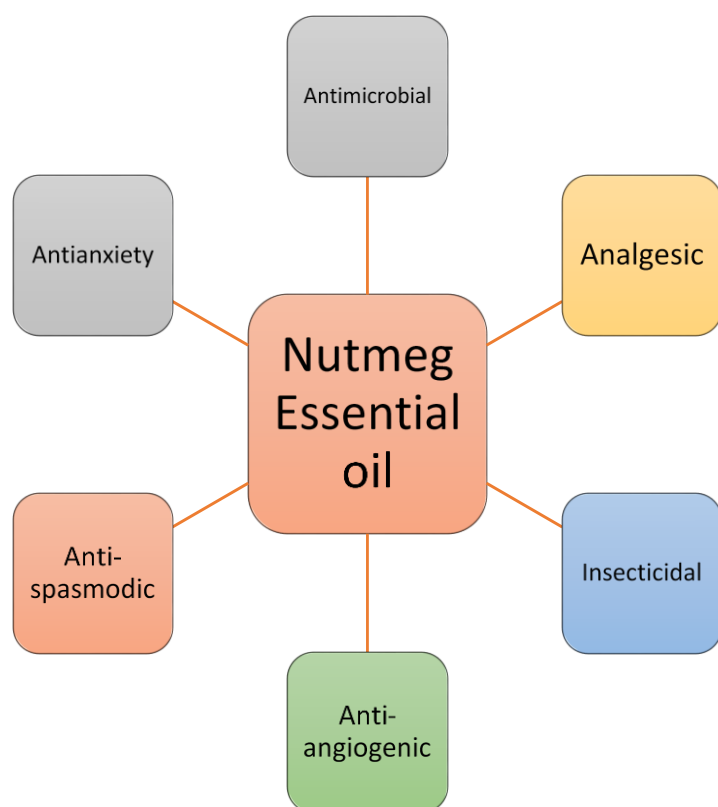 Antimicrobial
Antianxiety
Analgesic
Nutmeg
Essential
oil
Anti-
spasmodic
Insecticidal
Anti-
angiogenic